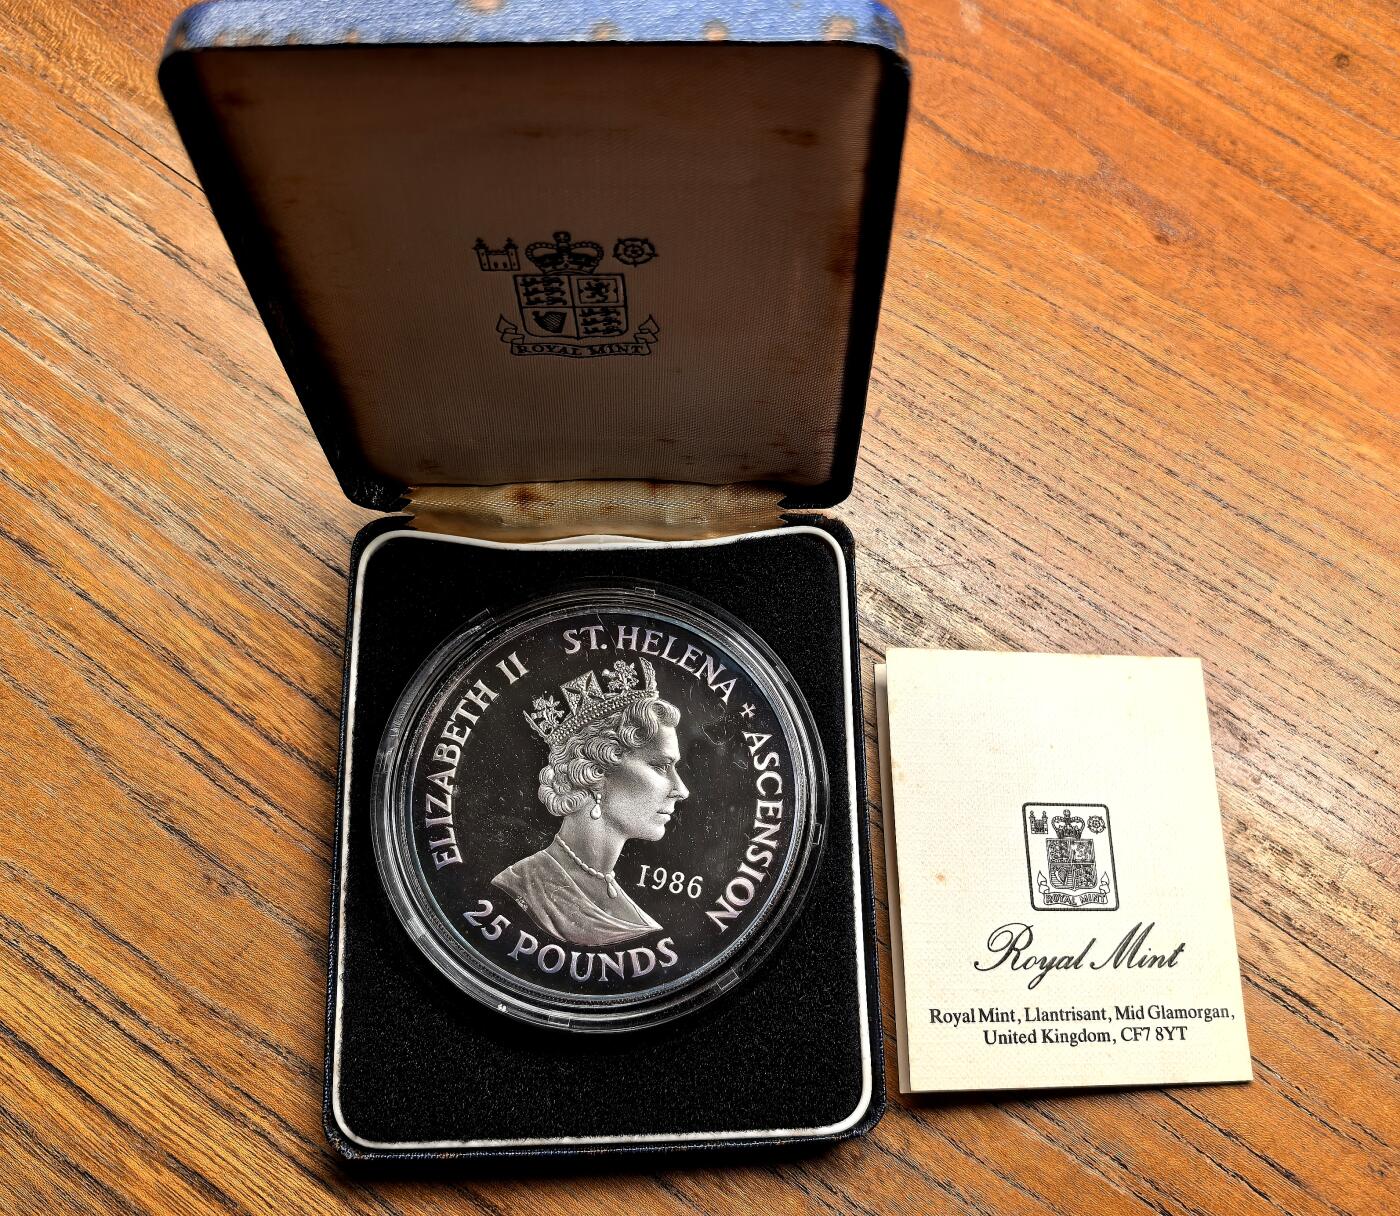 ROYAL MINT
ELIZABETH II ST. HELENA + ASCENSION
1986
25 POUNDS
ROYAL MINT
Royal Mint
Royal Mint, Llantrisant, Mid Glamorgan,
United Kingdom, CF7 8YT